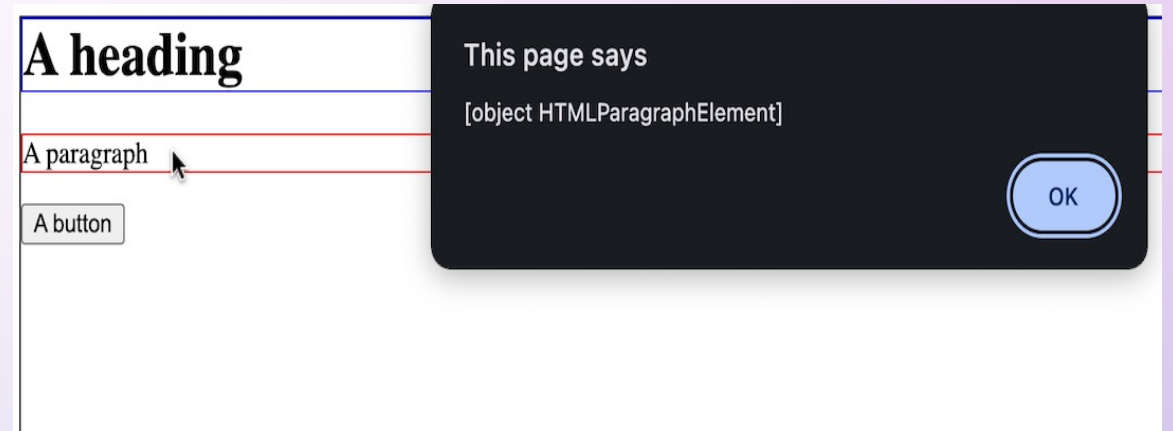 A heading
A paragraph
A button
This page says
[object HTMLParagraphElement]
OK